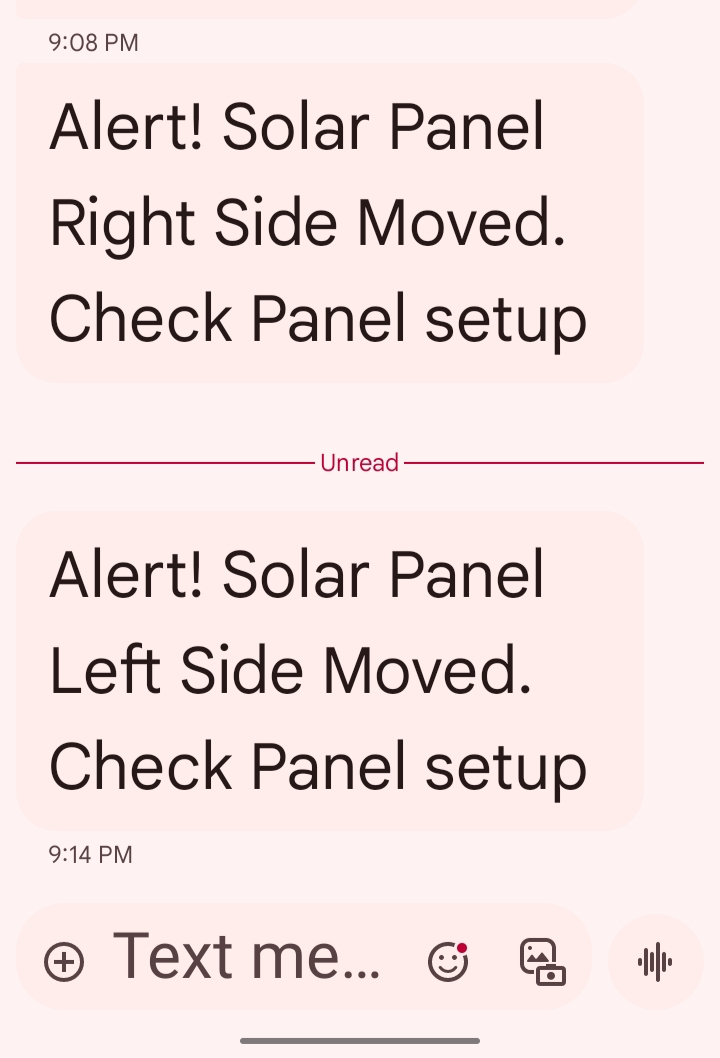 9:08 PM
Alert! Solar Panel
Right Side Moved.
Check Panel setup
Unread
Alert! Solar Panel
Left Side Moved.
Check Panel setup
9:14 PM
Text me...